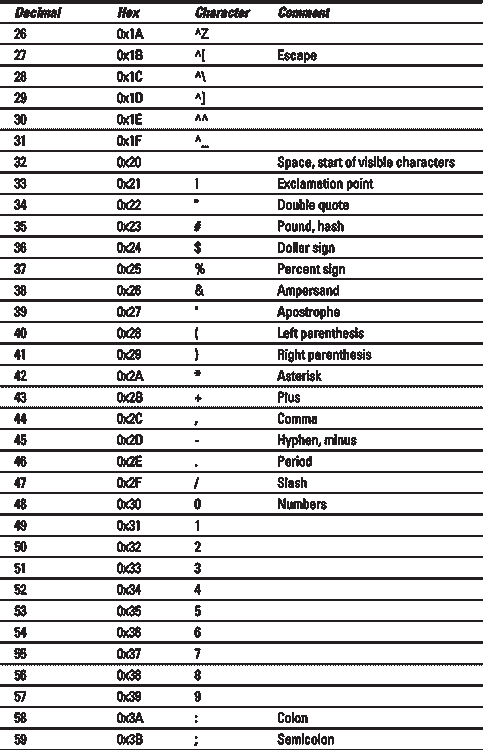 Decimal Hex Character Comment
26 0x1A ^Z
27 0x1B ^[ Escape
28 0x1C ^\
29 0x1D ^]
30 0x1E ^^
31 0x1F ^_
32 0x20 Space, start of visible characters
33 0x21 ! Exclamation point
34 0x22 " Double quote
35 0x23 # Pound, hash
36 0x24 $ Dollar sign
37 0x25 % Percent sign
38 0x26 & Ampersand
39 0x27 ' Apostrophe
40 0x28 ( Left parenthesis
41 0x29 ) Right parenthesis
42 0x2A * Asterisk
43 0x2B + Plus
44 0x2C , Comma
45 0x2D - Hyphen, minus
46 0x2E . Period
47 0x2F / Slash
48 0x30 0 Numbers
49 0x31 1
50 0x32 2
51 0x33 3
52 0x34 4
53 0x35 5
54 0x36 6
55 0x37 7
56 0x38 8
57 0x39 9
58 0x3A : Colon
59 0x3B ; Semicolon